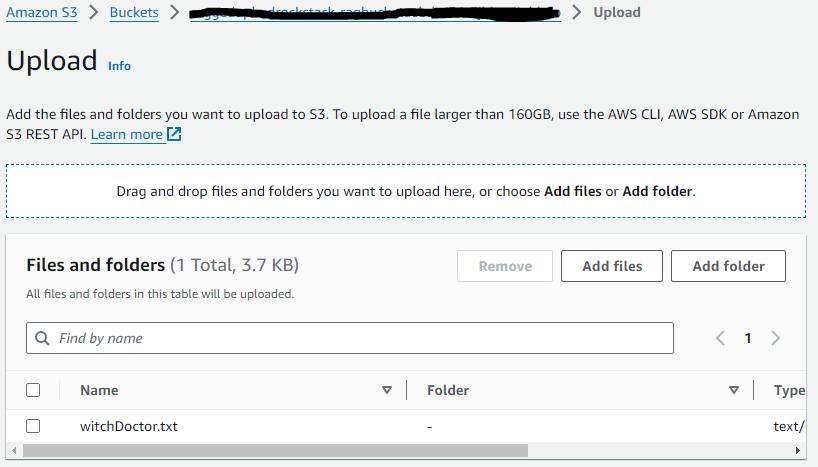 Amazon S3 > Buckets > > Upload
Upload Info
Add the files and folders you want to upload to S3. To upload a file larger than 160GB, use the AWS CLI, AWS SDK or Amazon
S3 REST API. Learn more
Drag and drop files and folders you want to upload here, or choose Add files or Add folder.
Files and folders (1 Total, 3.7 KB)
Remove Add files Add folder
All files and folders in this table will be uploaded.
Find by name
1
Name Folder Type
witchDoctor.txt - text/